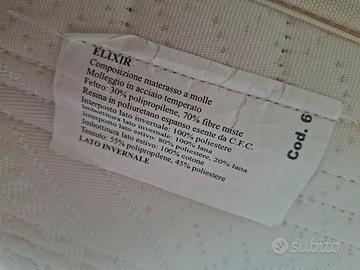 ELIXIR
Composizione materasso a molle
Molleggio in acciaio temperato
Feltro: 30% polipropilene, 70% fibre miste
Resina in poliuretano espanso esente da C.F.C.
Interposto lato invernale: 100% poliestere
Imbottitura lato invernale: 100% lana
Interposto lato estivo: 80% poliestere, 20% lana
Imbottitura lato estivo: 100% cotone
Tessuto: 55% polipropilene, 45% poliestere
LATO INVERNALE
Cod. 6
subito